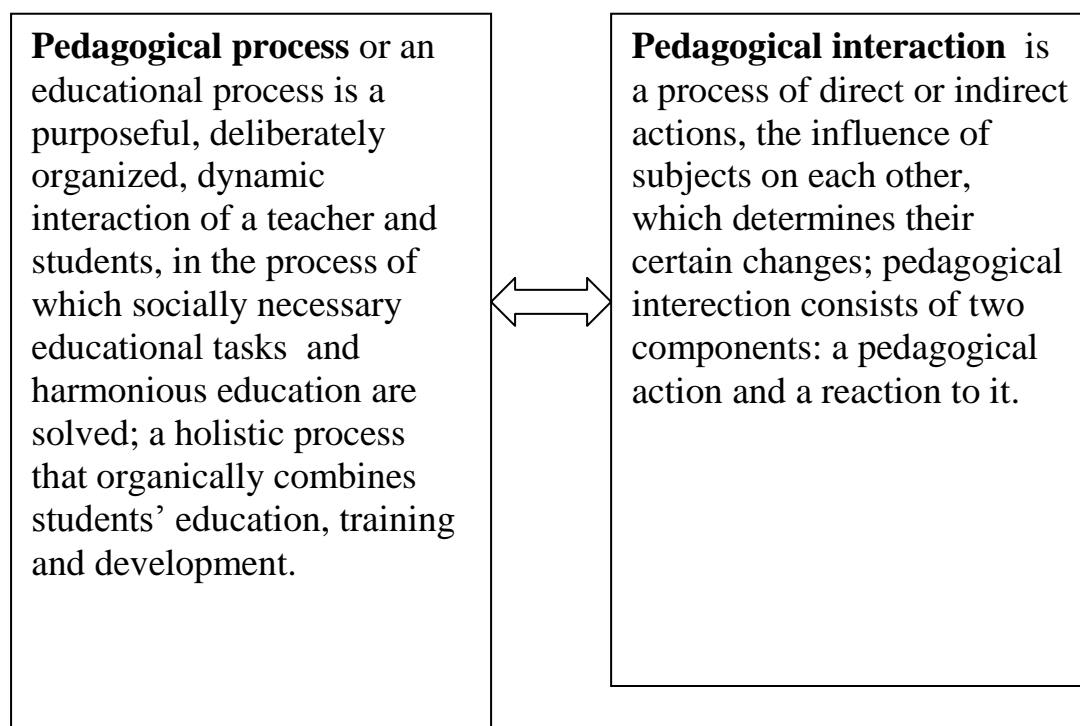 Pedagogical process or an
educational process is a
purposeful, deliberately
organized, dynamic
interaction of a teacher and
students, in the process of
which socially necessary
educational tasks and
harmonious education are
solved; a holistic process
that organically combines
students’ education, training
and development.
Pedagogical interaction is
a process of direct or indirect
actions, the influence of
subjects on each other,
which determines their
certain changes; pedagogical
interection consists of two
components: a pedagogical
action and a reaction to it.